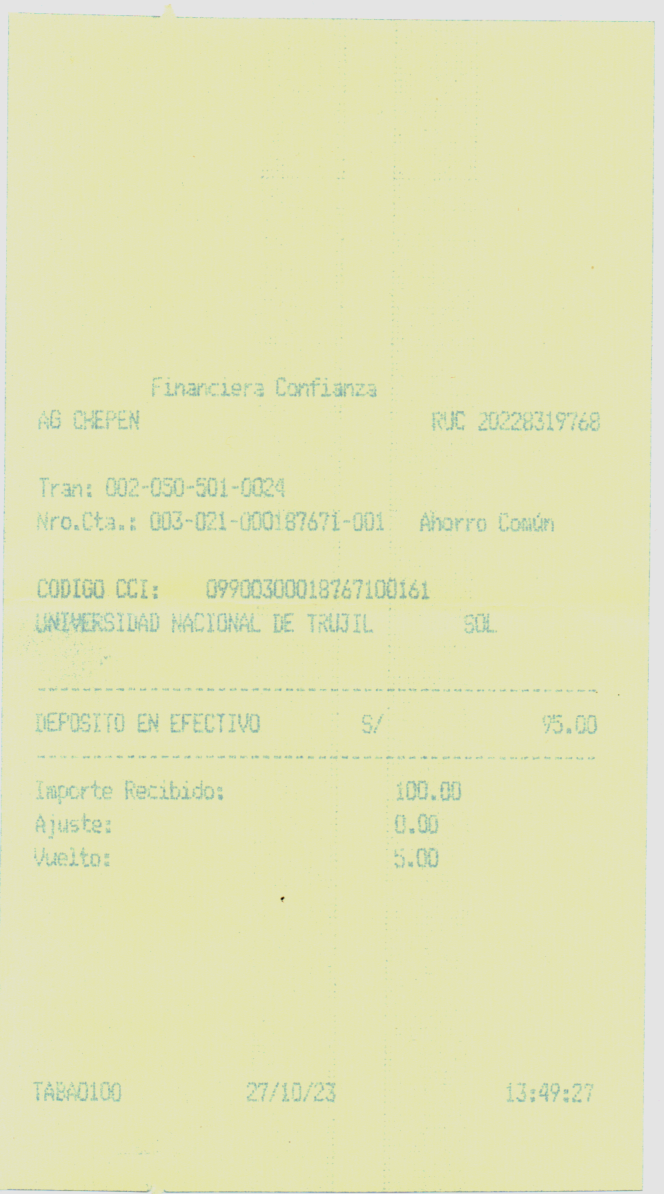 Financiera Confianza
AG CHEPEN RUC 20228319768
Tran: 002-050-501-0024
Nro.Cta.: 003-021-000187671-001 Ahorro Común
CODIGO CCI: 09900300018767100161
UNIVERSIDAD NACIONAL DE TRUJIL SOL
DEPOSITO EN EFECTIVO S/ 95.00
Importe Recibido: 100.00
Ajuste: 0.00
Vuelto: 5.00
TABA0100 27/10/23 13:49:27